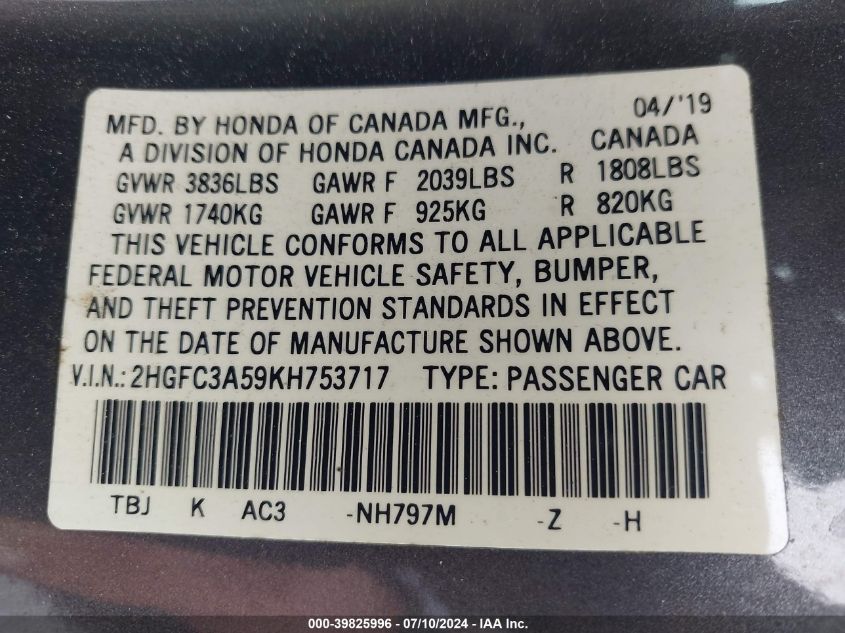 MFD. BY HONDA OF CANADA MFG., 04/'19
A DIVISION OF HONDA CANADA INC. CANADA
GVWR 3836LBS GAWR F 2039LBS R 1808LBS
GVWR 1740KG GAWR F 925KG R 820KG
THIS VEHICLE CONFORMS TO ALL APPLICABLE
FEDERAL MOTOR VEHICLE SAFETY, BUMPER,
AND THEFT PREVENTION STANDARDS IN EFFECT
ON THE DATE OF MANUFACTURE SHOWN ABOVE.
V.I.N.: 2HGFC3A59KH753717 TYPE: PASSENGER CAR
TBJ K AC3 -NH797M -Z -H
000-39825996 - 07/10/2024 - IAA Inc.